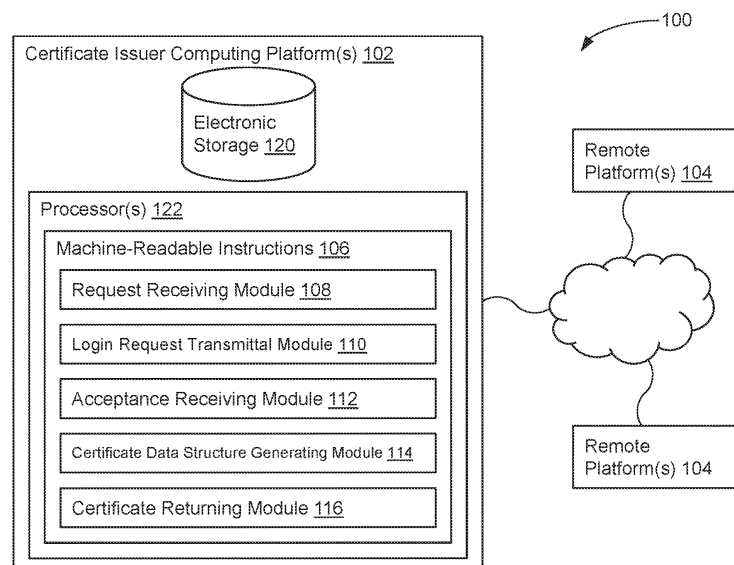 100
Certificate Issuer Computing Platform(s) 102
Electronic
Storage 120
Remote
Platform(s) 104
Processor(s) 122
Machine-Readable Instructions 106
Request Receiving Module 108
Login Request Transmittal Module 110
Acceptance Receiving Module 112
Certificate Data Structure Generating Module 114
Certificate Returning Module 116
Remote
Platform(s) 104